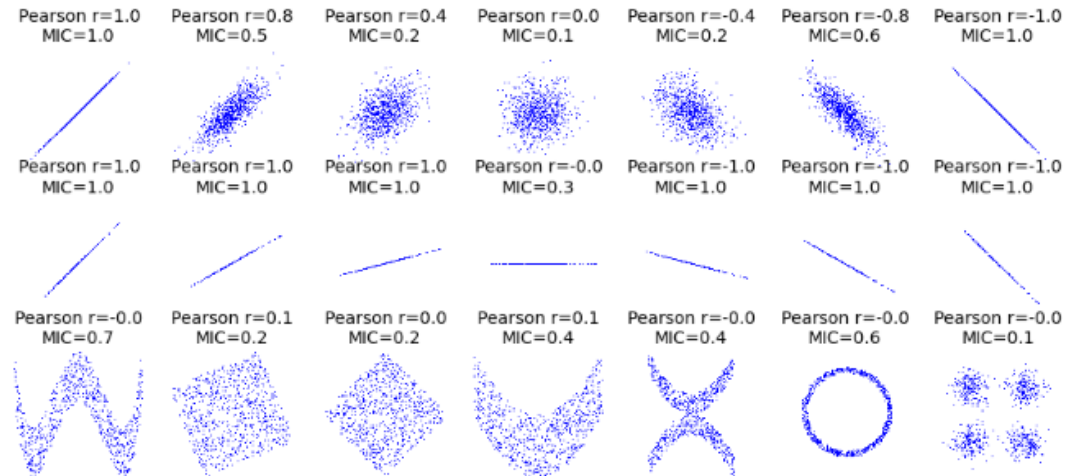 Pearson r=1.0 Pearson r=0.8 Pearson r=0.4 Pearson r=0.0 Pearson r=-0.4 Pearson r=-0.8 Pearson r=-1.0
MIC=1.0 MIC=0.5 MIC=0.2 MIC=0.1 MIC=0.2 MIC=0.6 MIC=1.0
Pearson r=1.0 Pearson r=1.0 Pearson r=1.0 Pearson r=-0.0 Pearson r=-1.0 Pearson r=-1.0 Pearson r=-1.0
MIC=1.0 MIC=1.0 MIC=1.0 MIC=0.3 MIC=1.0 MIC=1.0 MIC=1.0
Pearson r=-0.0 Pearson r=0.1 Pearson r=0.0 Pearson r=0.1 Pearson r=-0.0 Pearson r=-0.0 Pearson r=-0.0
MIC=0.7 MIC=0.2 MIC=0.2 MIC=0.4 MIC=0.4 MIC=0.6 MIC=0.1